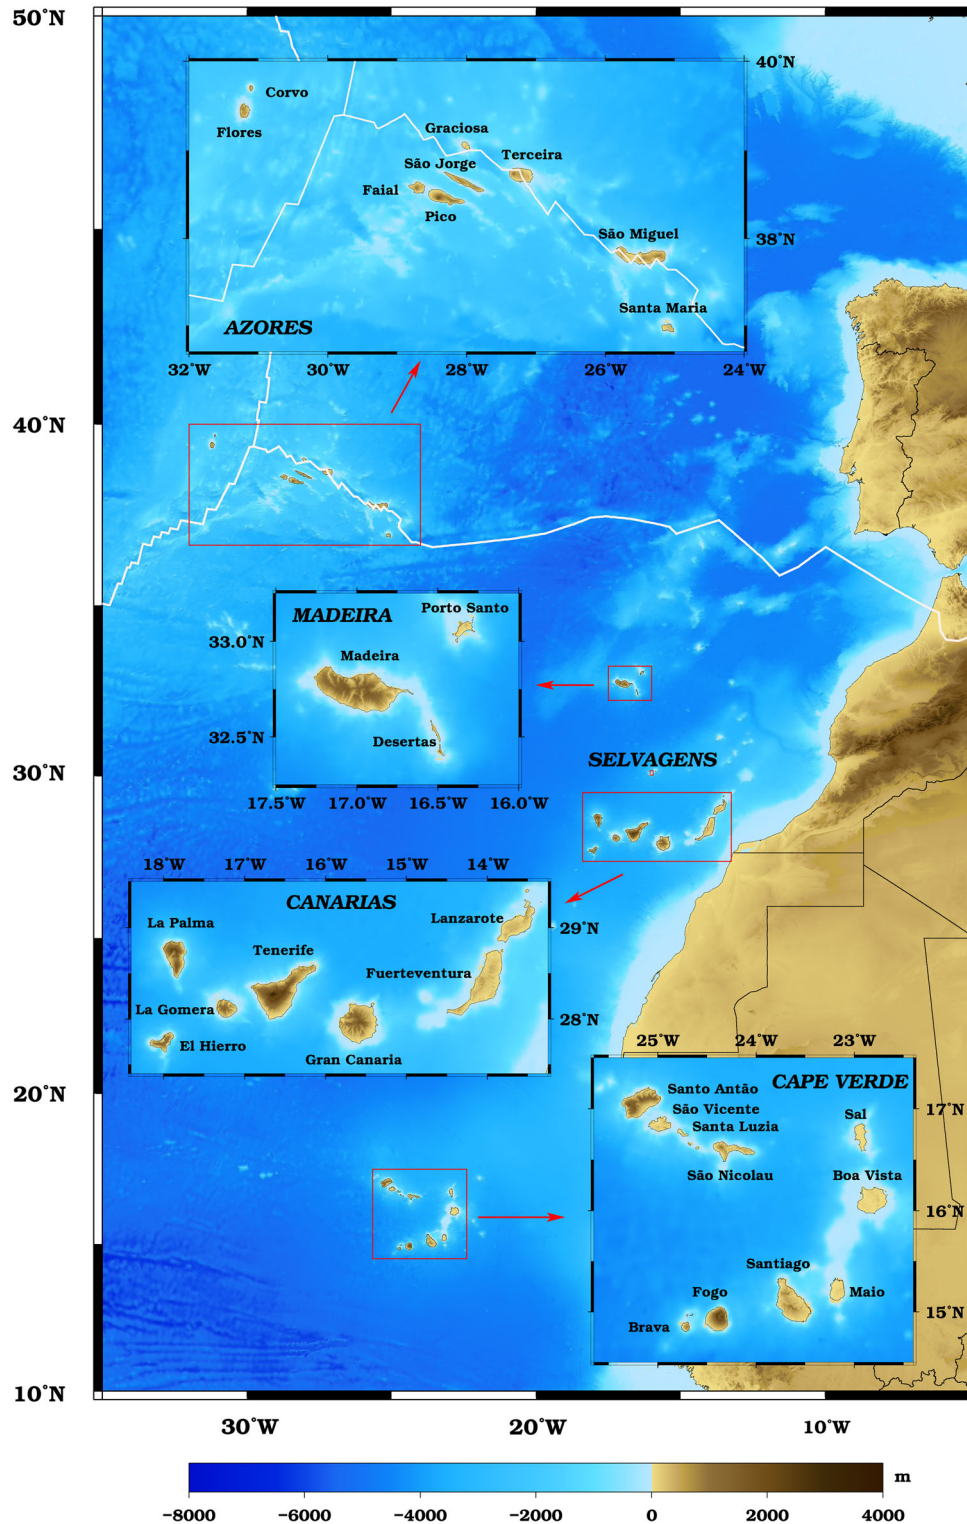 50°N
40°N
Corvo
Flores
Graciosa
São Jorge
Terceira
Faial
Pico
São Miguel
38°N
Santa Maria
AZORES
32°W
30°W
28°W
26°W
24°W
40°N
MADEIRA
Porto Santo
33.0°N
Madeira
32.5°N
Desertas
17.5°W
17.0°W
16.5°W
16.0°W
SELVAGENS
30°N
18°W
17°W
16°W
15°W
14°W
CANARIAS
Lanzarote
La Palma
29°N
Tenerife
Fuerteventura
La Gomera
28°N
El Hierro
Gran Canaria
25°W
24°W
23°W
CAPE VERDE
20°N
Santo Antão
São Vicente
Sal
17°N
Santa Luzia
São Nicolau
Boa Vista
16°N
Santiago
Fogo
Maio
15°N
Brava
10°N
30°W
20°W
10°W
m
−8000
−6000
−4000
−2000
0
2000
4000